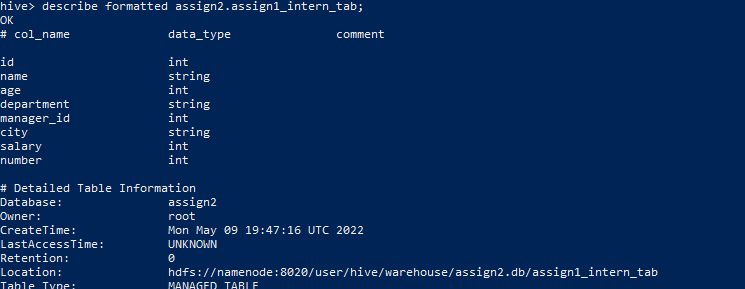 hive> describe formatted assign2.assign1_intern_tab;
OK
# col_name data_type comment
id int
name string
age int
department string
manager_id int
city string
salary int
number int
# Detailed Table Information
Database: assign2
Owner: root
CreateTime: Mon May 09 19:47:16 UTC 2022
LastAccessTime: UNKNOWN
Retention: 0
Location: hdfs://namenode:8020/user/hive/warehouse/assign2.db/assign1_intern_tab
Table Type: MANAGED_TABLE